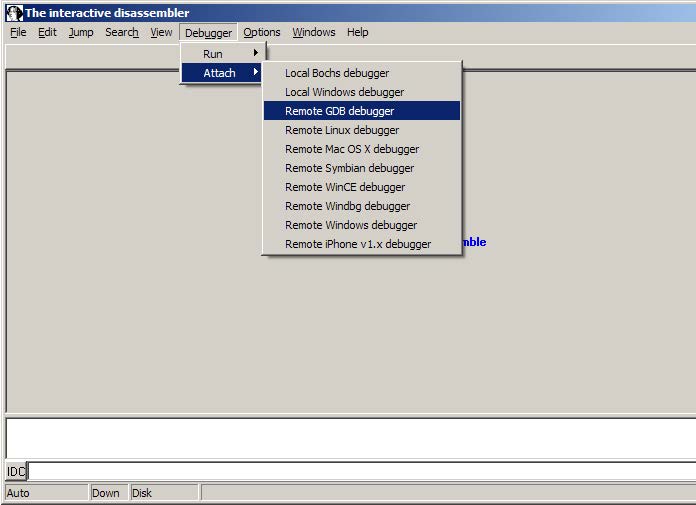 The interactive disassembler
File Edit Jump Search View Debugger Options Windows Help
Run
Attach
Local Bochs debugger
Local Windows debugger
Remote GDB debugger
Remote Linux debugger
Remote Mac OS X debugger
Remote Symbian debugger
Remote WinCE debugger
Remote Windbg debugger
Remote Windows debugger
mble
Remote iPhone v1.x debugger
IDC
Auto Down Disk